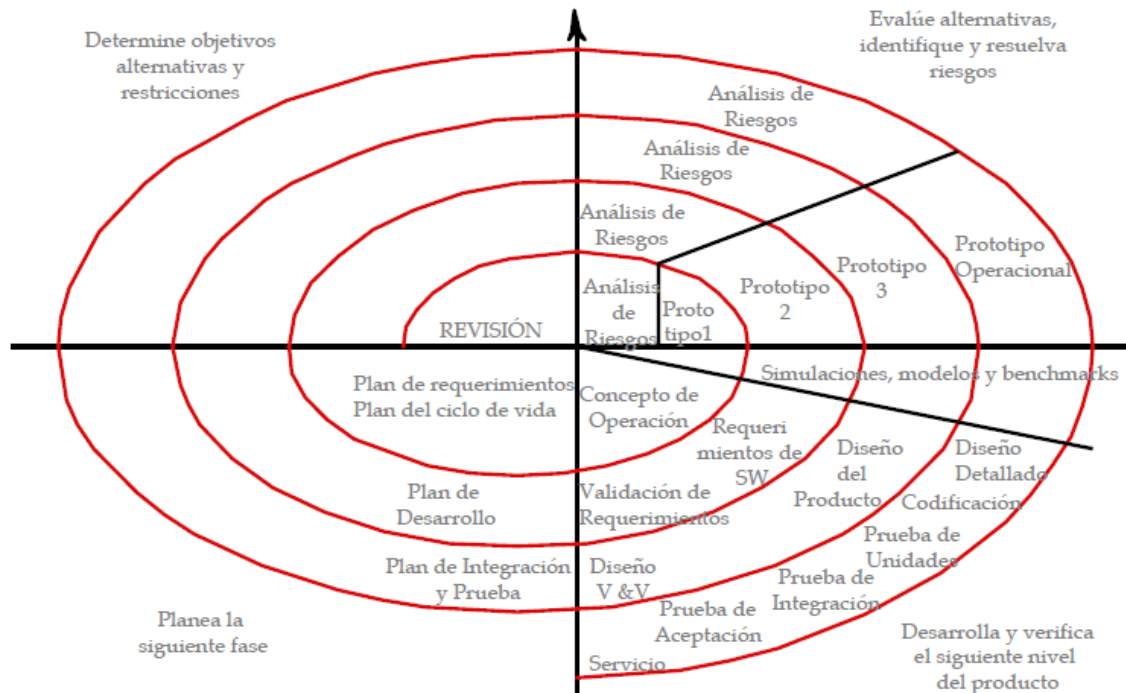 Determine objetivos
alternativas y
restricciones
Evalúe alternativas,
identifique y resuelva
riesgos
Análisis de
Riesgos
Análisis de
Riesgos
Análisis de
Riesgos
Análisis
de
Riesgos
Proto
tipo1
Prototipo
2
Prototipo
3
Prototipo
Operacional
REVISIÓN
Simulaciones, modelos y benchmarks
Plan de requerimientos
Plan del ciclo de vida
Concepto de
Operación
Requeri
mientos de
SW
Diseño
del
Producto
Diseño
Detallado
Codificación
Plan de
Desarrollo
Validación de
Requerimientos
Prueba de
Unidades
Plan de Integración
y Prueba
Diseño
V &V
Prueba de
Integración
Prueba de
Aceptación
Servicio
Planea la
siguiente fase
Desarrolla y verifica
el siguiente nivel
del producto